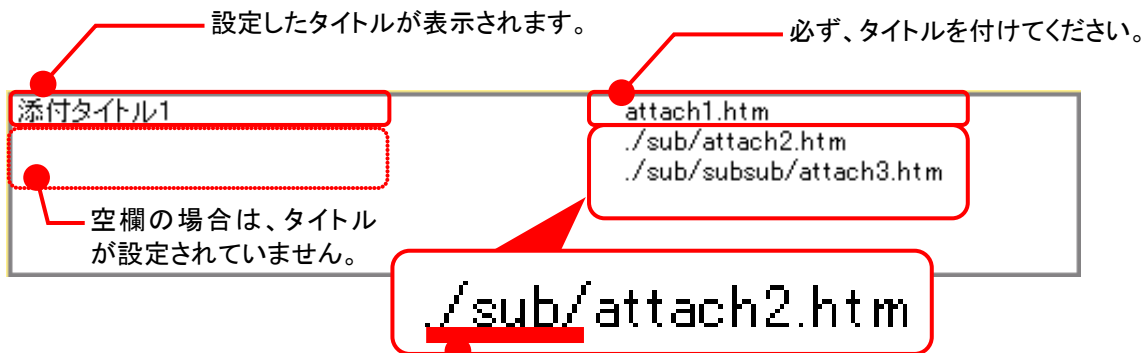 設定したタイトルが表示されます。
必ず、タイトルを付けてください。
添付タイトル1
attach1.htm
./sub/attach2.htm
./sub/subsub/attach3.htm
空欄の場合は、タイトル
が設定されていません。
./sub/attach2.htm